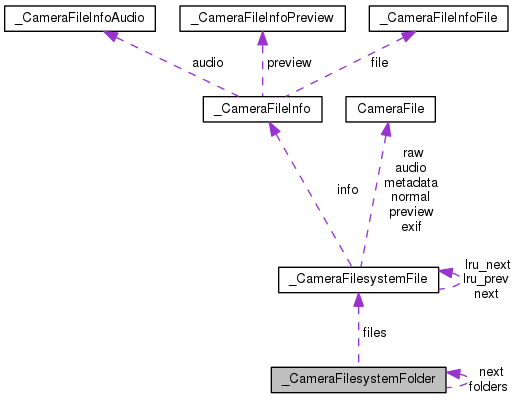 _CameraFileInfoAudio
_CameraFileInfoPreview
_CameraFileInfoFile
audio
preview
file
_CameraFileInfo
CameraFile
info
raw
audio
metadata
normal
preview
exif
_CameraFilesystemFile
lru_next
lru_prev
next
files
_CameraFilesystemFolder
next
folders